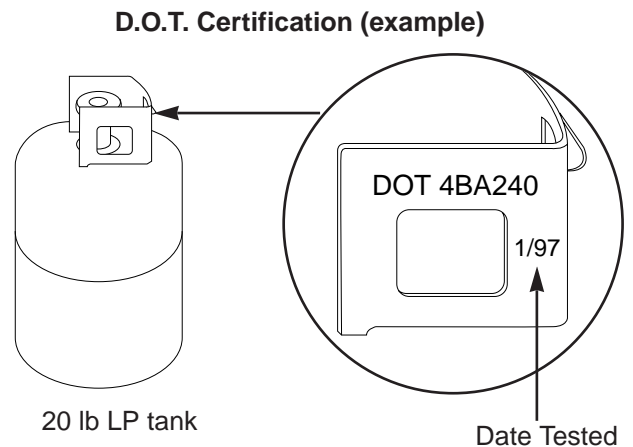 D.O.T. Certification (example)
DOT 4BA240
1/97
20 lb LP tank
Date Tested